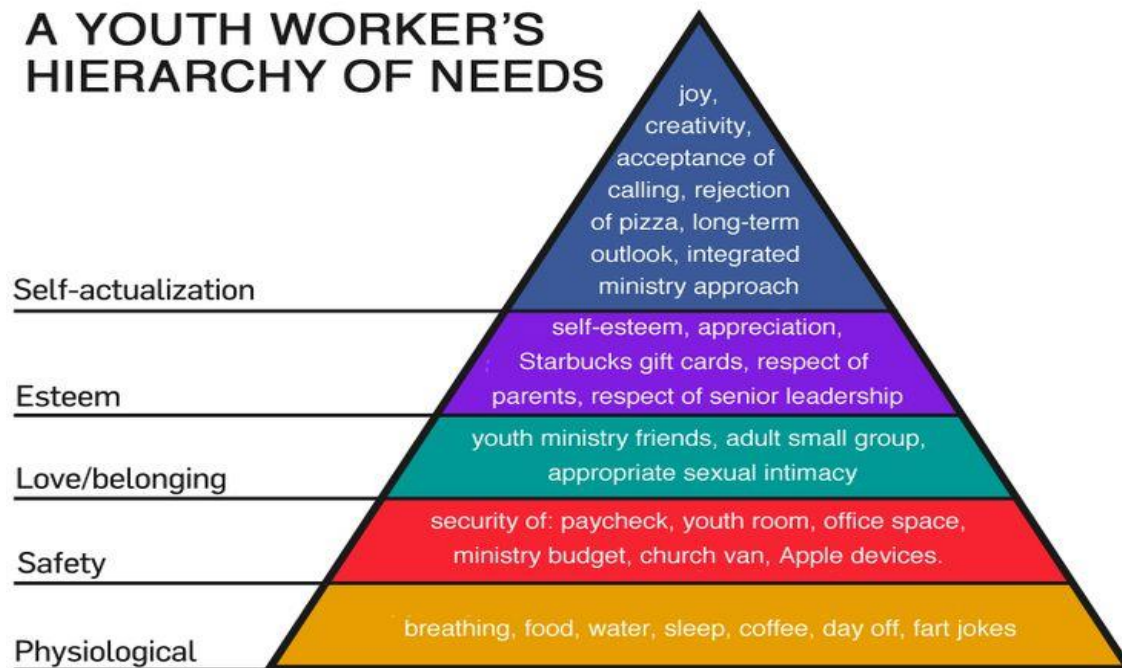 A YOUTH WORKER'S
HIERARCHY OF NEEDS
joy,
creativity,
acceptance of
calling, rejection
of pizza, long-term
outlook, integrated
ministry approach
Self-actualization
self-esteem, appreciation,
Starbucks gift cards, respect of
parents, respect of senior leadership
Esteem
youth ministry friends, adult small group,
appropriate sexual intimacy
Love/belonging
security of: paycheck, youth room, office space,
ministry budget, church van, Apple devices.
Safety
breathing, food, water, sleep, coffee, day off, fart jokes
Physiological